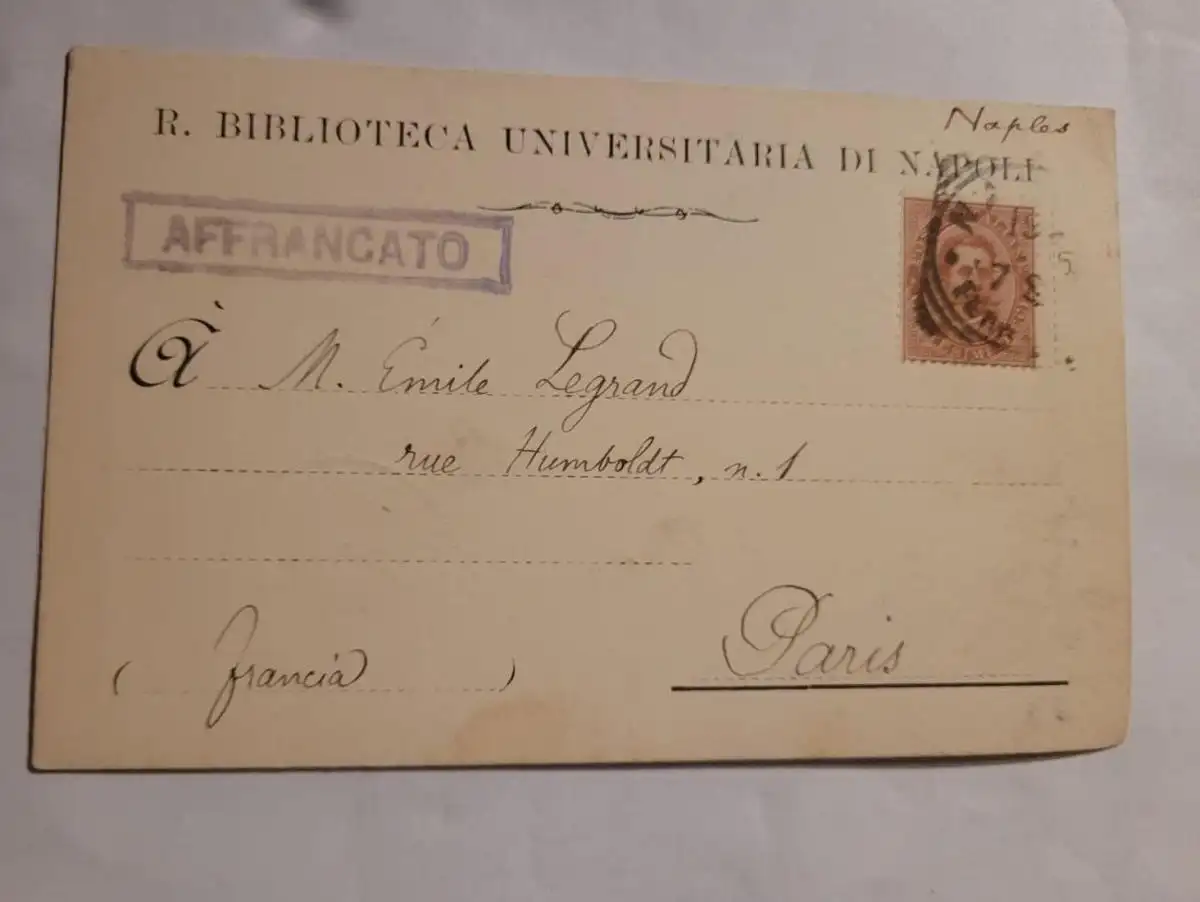 Naples
R. BIBLIOTECA UNIVERSITARIA DI NAPOLI
AFFRANCATO
À M. Émile Legrand
rue Humboldt, n. 1
Paris
( Francia )